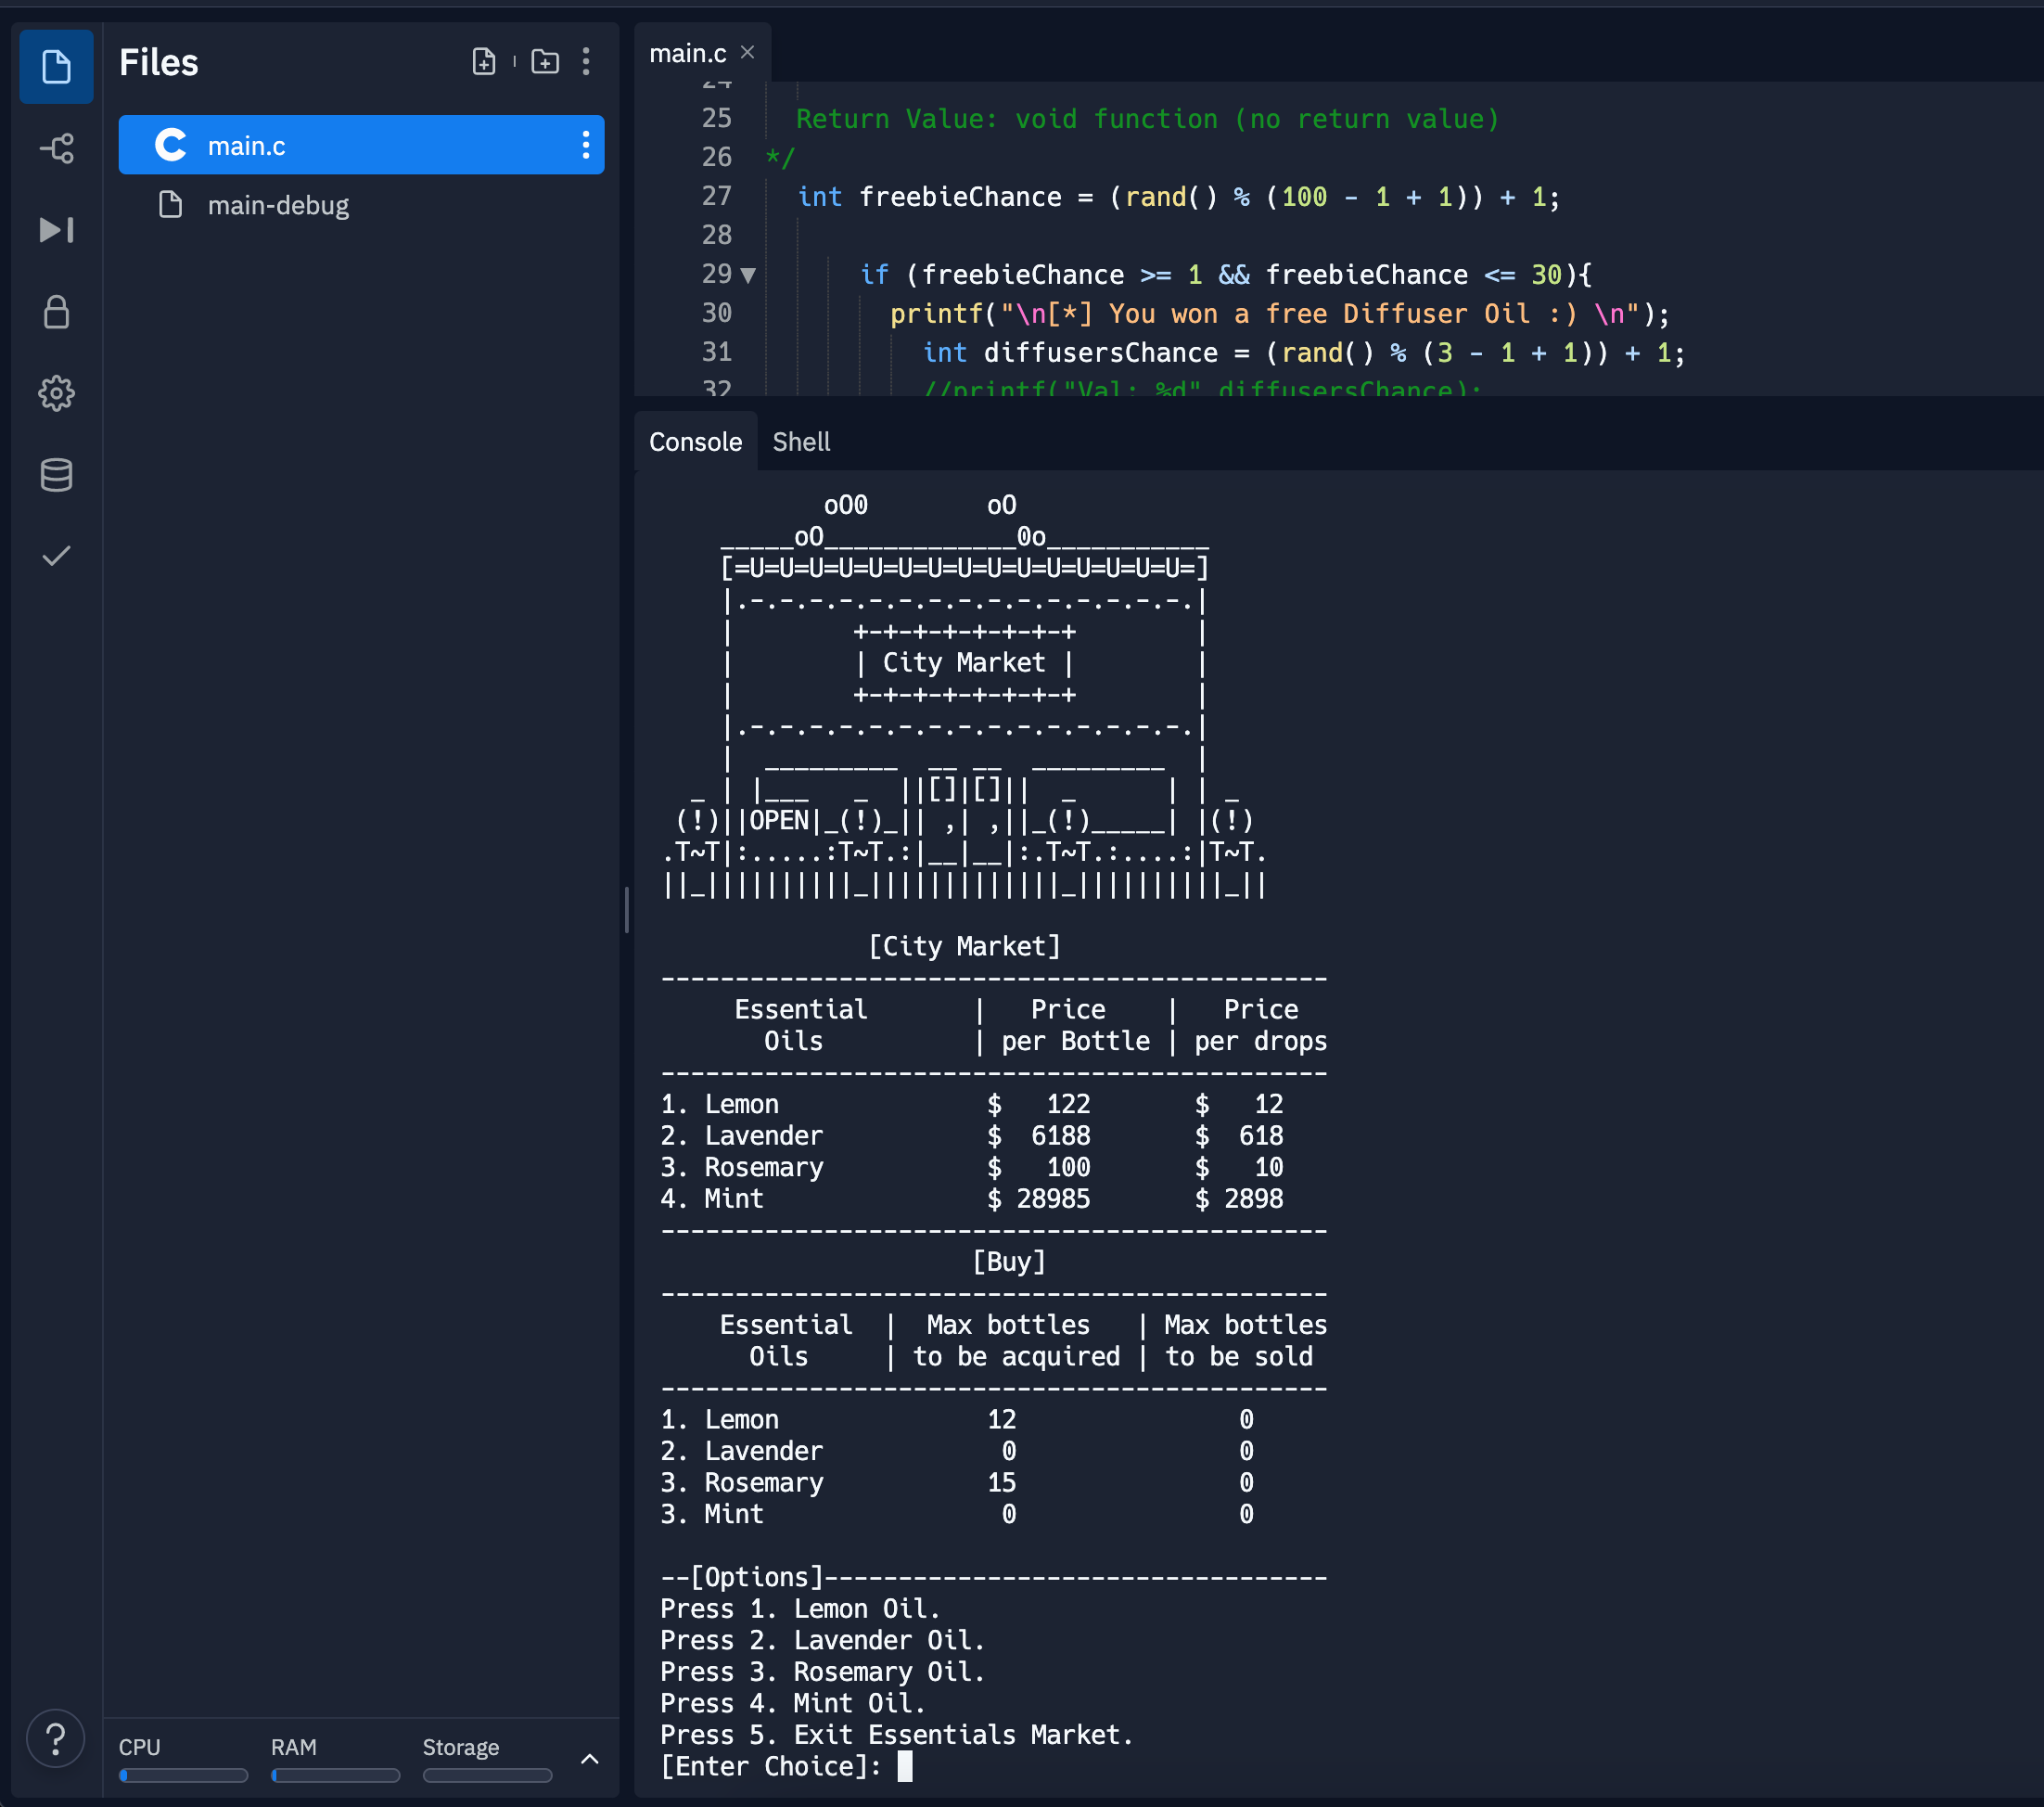 Files
main.c
main-debug
CPU RAM Storage
?
main.c ×
24
25 Return Value: void function (no return value)
26 */
27 int freebieChance = (rand() % (100 - 1 + 1)) + 1;
28
29 if (freebieChance >= 1 && freebieChance <= 30){
30 printf("\n[*] You won a free Diffuser Oil :) \n");
31 int diffusersChance = (rand() % (3 - 1 + 1)) + 1;
32 //printf("Val: %d" diffusersChance);
Console Shell
           oO0        oO
    _____oO_____________0o___________
    [=U=U=U=U=U=U=U=U=U=U=U=U=U=U=U=]
    |.-.-.-.-.-.-.-.-.-.-.-.-.-.-.-.|
    |        +-+-+-+-+-+-+-+        |
    |        | City Market |        |
    |        +-+-+-+-+-+-+-+        |
    |.-.-.-.-.-.-.-.-.-.-.-.-.-.-.-.|
    |  _________  __ __  _________  |
  _ | |___   _  ||[]|[]||  _      | | _
 (!)||OPEN|_(!)_|| ,| ,||_(!)_____| |(!)
.T~T|:.....:T~T.:|__|__|:.T~T.:....:|T~T.
||_||||||||||_|||||||||||||_||||||||||_||
[City Market]
---------------------------------------------
Essential | Price | Price
Oils | per Bottle | per drops
---------------------------------------------
1. Lemon $ 122 $ 12
2. Lavender $ 6188 $ 618
3. Rosemary $ 100 $ 10
4. Mint $ 28985 $ 2898
---------------------------------------------
[Buy]
---------------------------------------------
Essential | Max bottles | Max bottles
Oils | to be acquired | to be sold
---------------------------------------------
1. Lemon 12 0
2. Lavender 0 0
3. Rosemary 15 0
3. Mint 0 0
--[Options]----------------------------------
Press 1. Lemon Oil.
Press 2. Lavender Oil.
Press 3. Rosemary Oil.
Press 4. Mint Oil.
Press 5. Exit Essentials Market.
[Enter Choice]: